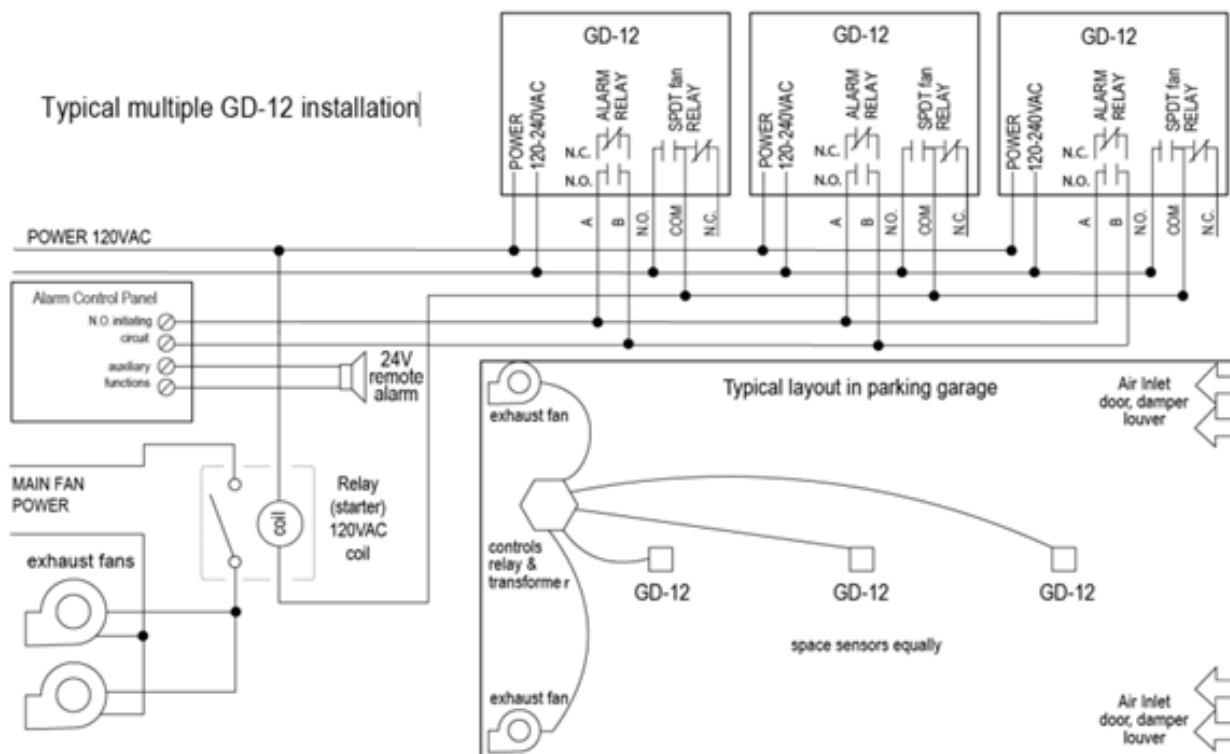 Typical multiple GD-12 installation
GD-12
POWER
120-240VAC
ALARM
RELAY
SPDT fan
RELAY
N.C.
N.O.
A
B
N.O.
COM
N.C.
GD-12
POWER
120-240VAC
ALARM
RELAY
SPDT fan
RELAY
N.C.
N.O.
A
B
N.O.
COM
N.C.
GD-12
POWER
120-240VAC
ALARM
RELAY
SPDT fan
RELAY
N.C.
N.O.
A
B
N.O.
COM
N.C.
POWER 120VAC
Alarm Control Panel
N.O. initiating
circuit
auxiliary
functions
24V
remote
alarm
MAIN FAN
POWER
coil
Relay
(starter)
120VAC
coil
exhaust fans
Typical layout in parking garage
exhaust fan
Air Inlet
door, damper
louver
controls
relay &
transformer
GD-12
GD-12
GD-12
space sensors equally
exhaust fan
Air Inlet
door, damper
louver